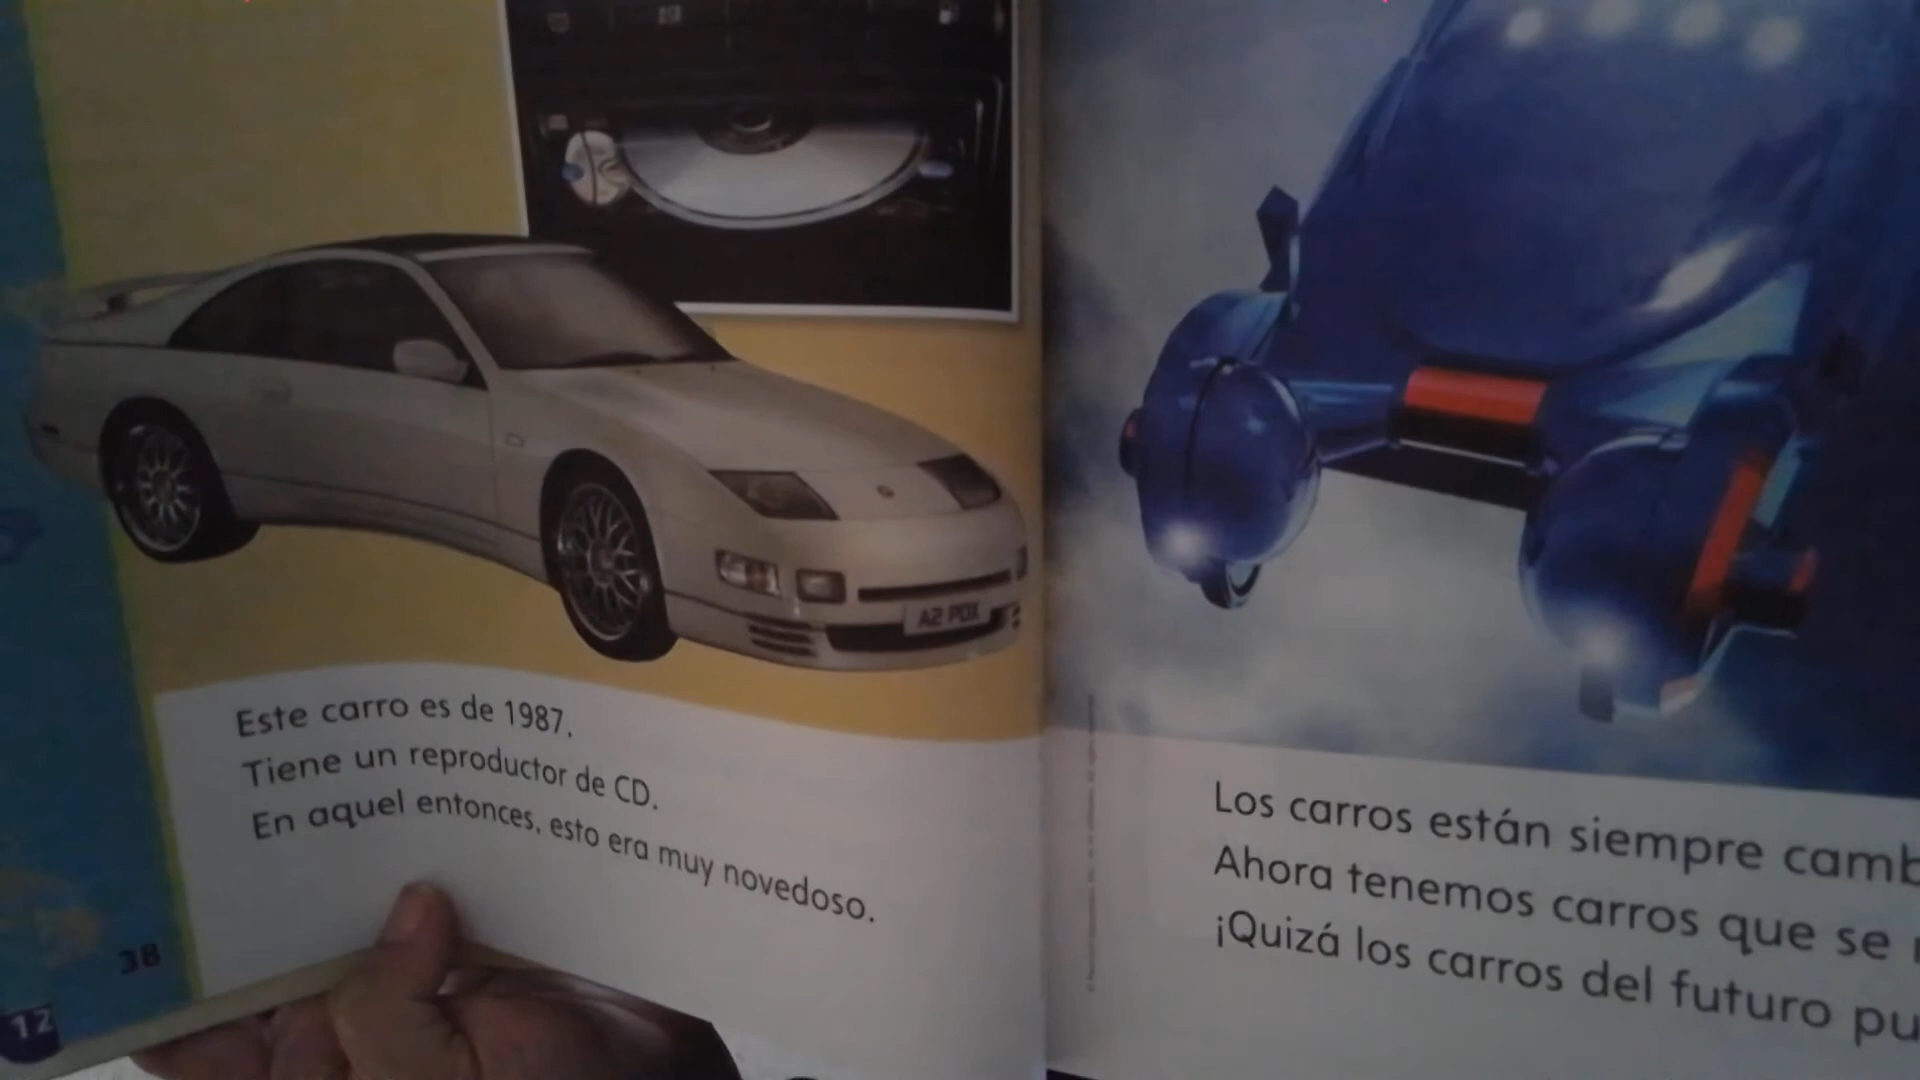 A2 PDX
Este carro es de 1987.
Tiene un reproductor de CD.
En aquel entonces, esto era muy novedoso.
38
12
Los carros están siempre
Ahora tenemos carros que se
¡Quizá los carros del futuro